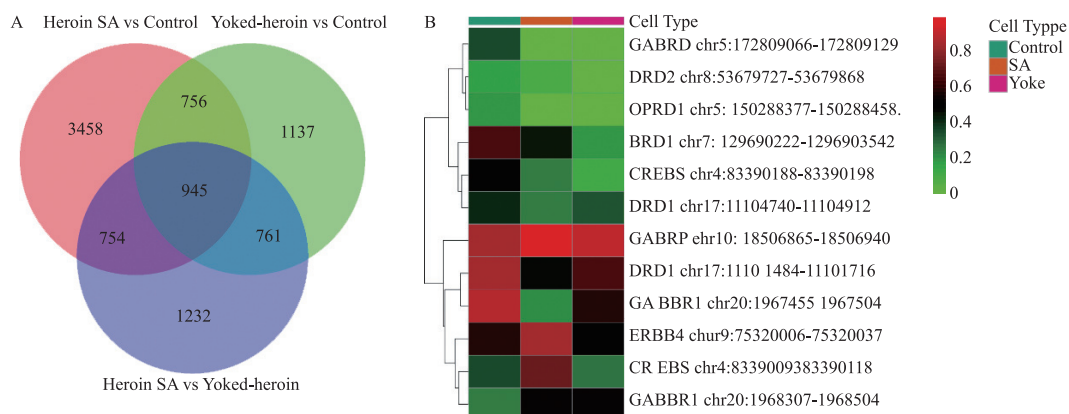 A
Heroin SA vs Control
Yoked-heroin vs Control
756
3458
1137
945
754
761
1232
Heroin SA vs Yoked-heroin
B
Cell Type
GABRD chr5:172809066-172809129
DRD2 chr8:53679727-53679868
OPRD1 chr5: 150288377-150288458.
BRD1 chr7: 129690222-1296903542
CREBS chr4:83390188-83390198
DRD1 chr17:11104740-11104912
GABRP ehr10: 18506865-18506940
DRD1 chr17:1110 1484-11101716
GA BBR1 chr20:1967455 1967504
ERBB4 chur9:75320006-75320037
CR EBS chr4:8339009383390118
GABBR1 chr20:1968307-1968504
0.8
0.6
0.4
0.2
0
Cell Typpe
Control
SA
Yoke